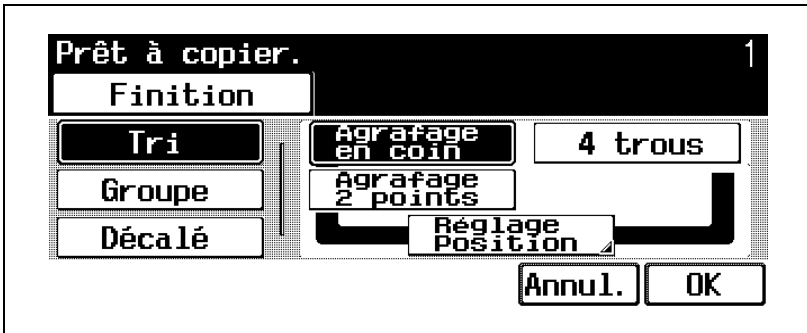 Prêt à copier. 1
Finition
Tri
Agrafage
en coin
4 trous
Groupe
Agrafage
2 points
Décalé
Réglage
Position
Annul. OK